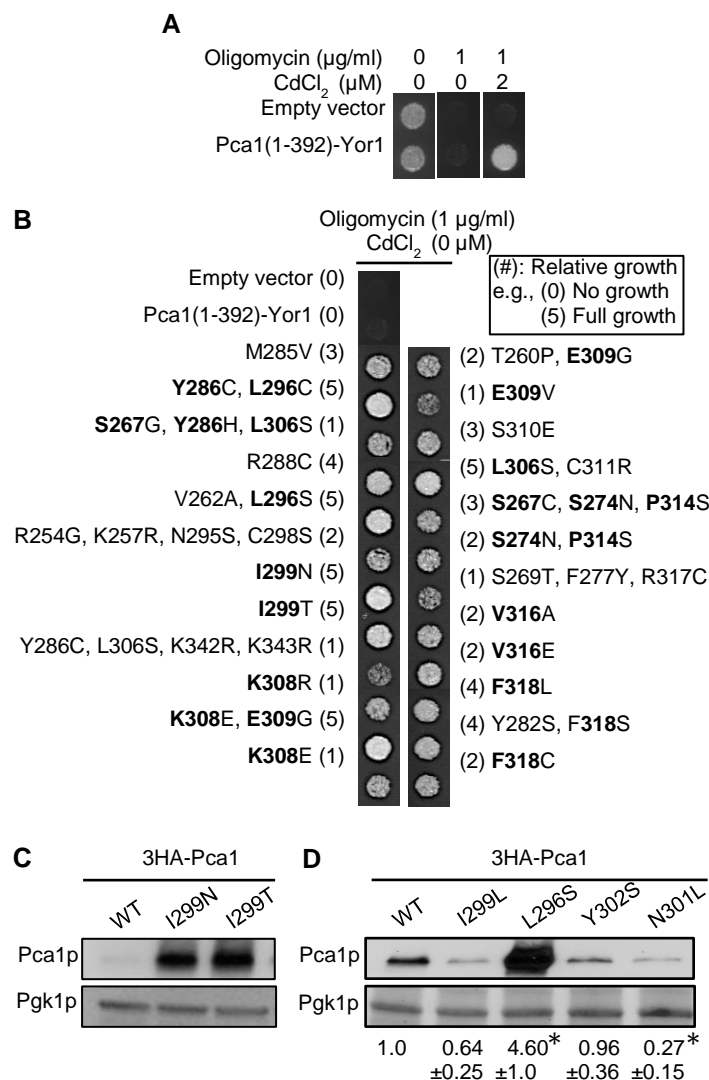 A
Oligomycin (µg/ml) 0 1 1
CdCl2 (µM) 0 0 2
Empty vector
Pca1(1-392)-Yor1
B
Oligomycin (1 µg/ml)
CdCl2 (0 µM)
(#): Relative growth
e.g., (0) No growth
(5) Full growth
Empty vector (0)
Pca1(1-392)-Yor1 (0)
M285V (3)
Y286C, L296C (5)
S267G, Y286H, L306S (1)
R288C (4)
V262A, L296S (5)
R254G, K257R, N295S, C298S (2)
I299N (5)
I299T (5)
Y286C, L306S, K342R, K343R (1)
K308R (1)
K308E, E309G (5)
K308E (1)
(2) T260P, E309G
(1) E309V
(3) S310E
(5) L306S, C311R
(3) S267C, S274N, P314S
(2) S274N, P314S
(1) S269T, F277Y, R317C
(2) V316A
(2) V316E
(4) F318L
(4) Y282S, F318S
(2) F318C
C
3HA-Pca1
WT I299N I299T
Pca1p
Pgk1p
D
3HA-Pca1
WT I299L L296S Y302S N301L
Pca1p
Pgk1p
1.0 0.64 4.60* 0.96 0.27*
±0.25 ±1.0 ±0.36 ±0.15